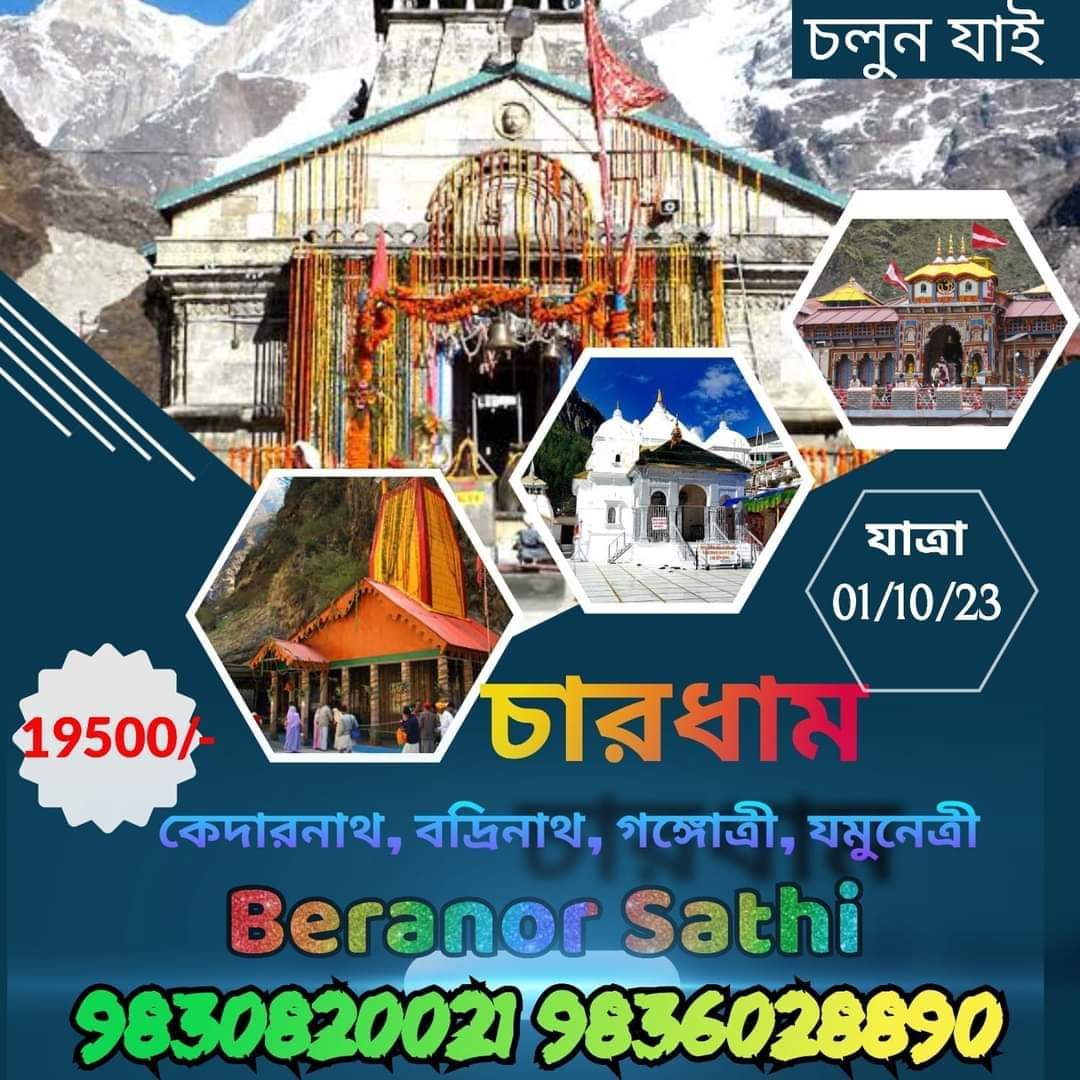 চলুন যাই
যাত্রা
01/10/23
19500/-
চারধাম
কেদারনাথ, বদ্রিনাথ, গঙ্গোত্রী, যমুনেত্রী
Beranor Sathi
9830820021 9836028890